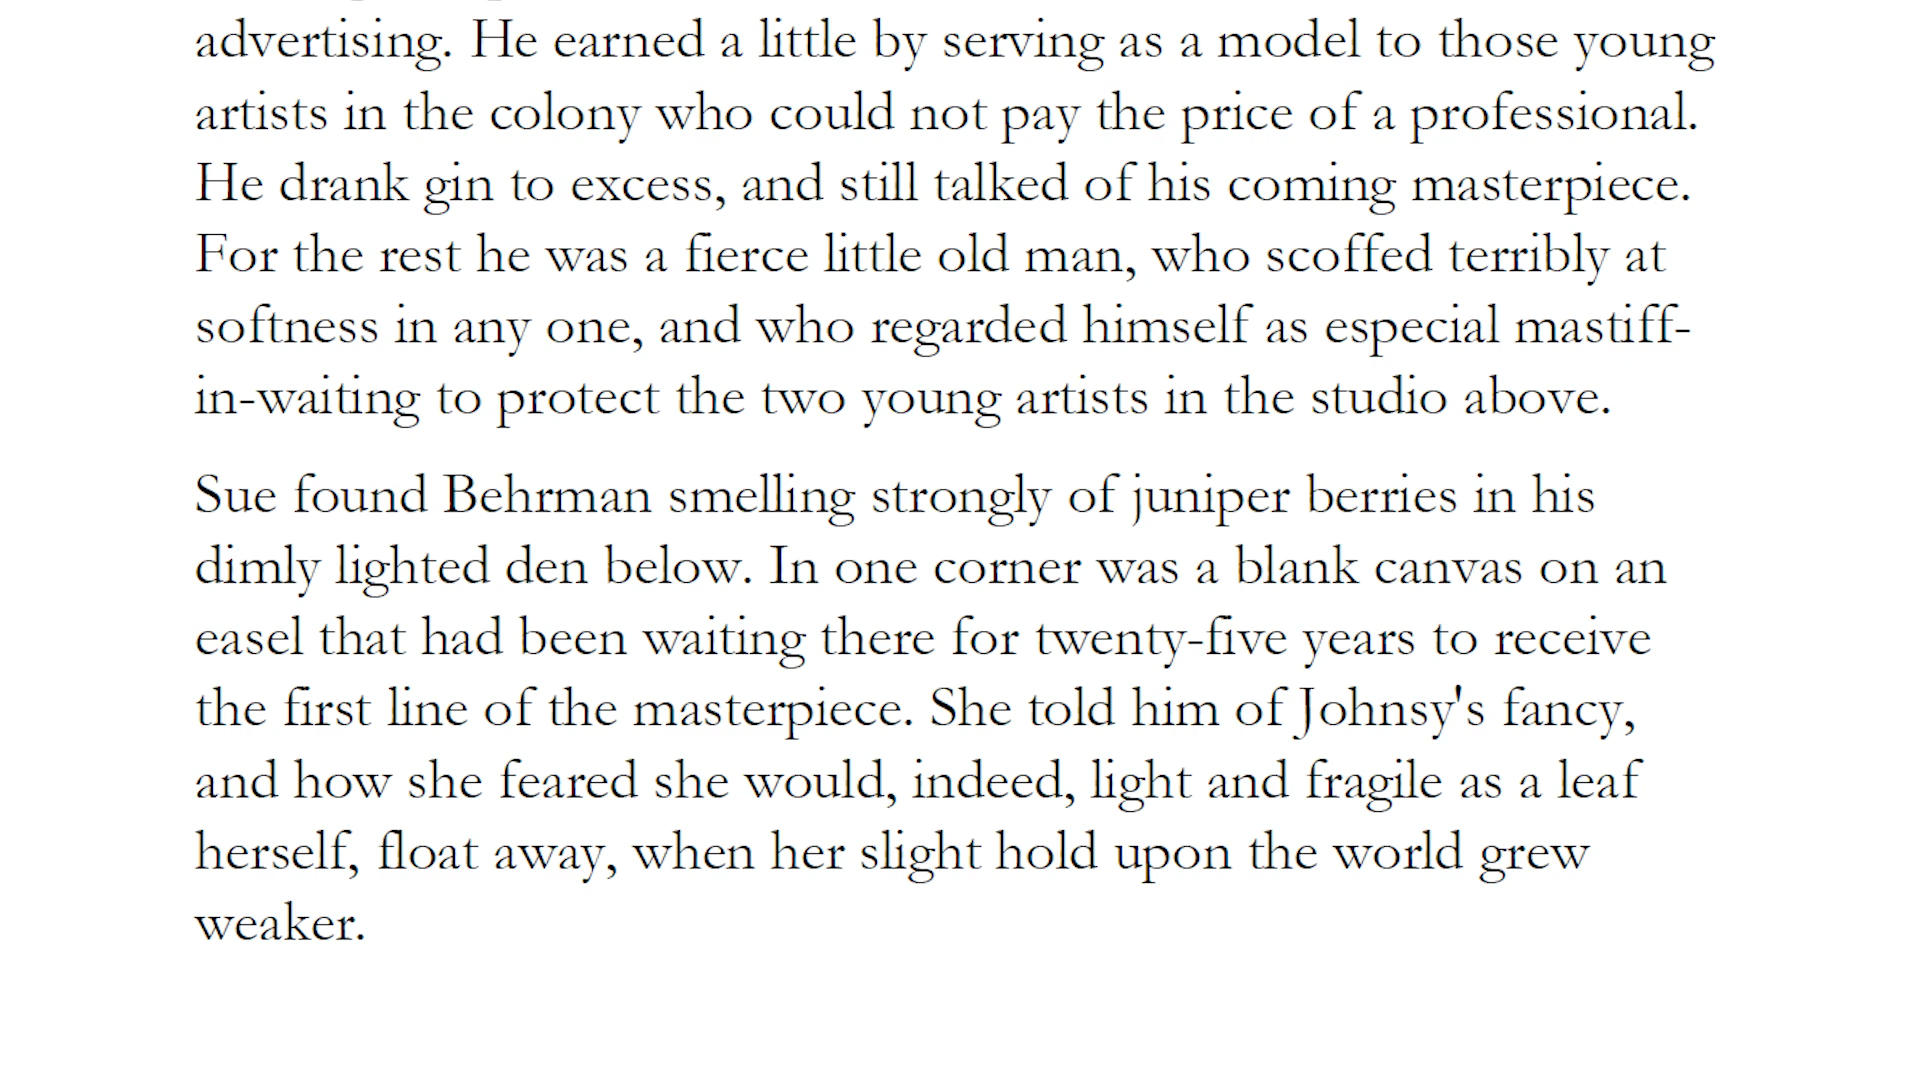 advertising. He earned a little by serving as a model to those young
artists in the colony who could not pay the price of a professional.
He drank gin to excess, and still talked of his coming masterpiece.
For the rest he was a fierce little old man, who scoffed terribly at
softness in any one, and who regarded himself as especial mastiff-
in-waiting to protect the two young artists in the studio above.
Sue found Behrman smelling strongly of juniper berries in his
dimly lighted den below. In one corner was a blank canvas on an
easel that had been waiting there for twenty-five years to receive
the first line of the masterpiece. She told him of Johnsy's fancy,
and how she feared she would, indeed, light and fragile as a leaf
herself, float away, when her slight hold upon the world grew
weaker.